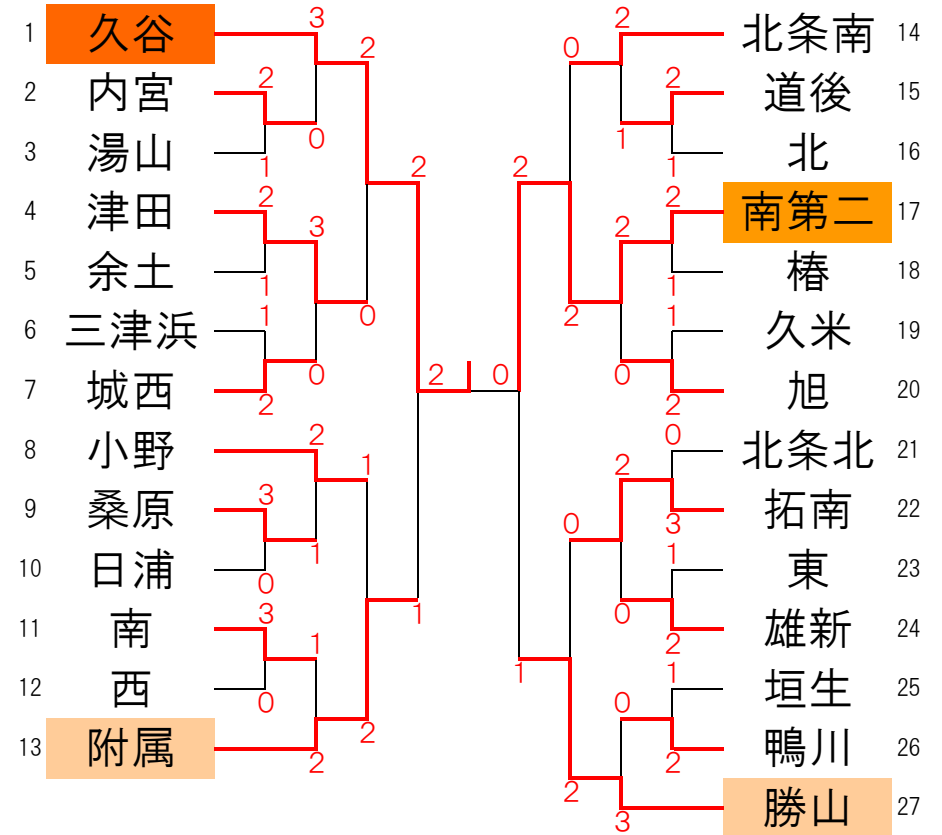 1 久谷
2 内宮
3 湯山
4 津田
5 余土
6 三津浜
7 城西
8 小野
9 桑原
10 日浦
11 南
12 西
13 附属
3
2
2
0
1
2
2
3
1
0
1
0
2
2
2
1
3
1
0
3
1
1
0
2
2
2 0
2
0
2
1
2
1
2
2
2
1
2
1
0
2
0
2
0
3
1
0
2
1
0
1
2
2
3
北条南 14
道後 15
北 16
南第二 17
椿 18
久米 19
旭 20
北条北 21
拓南 22
東 23
雄新 24
垣生 25
鴨川 26
勝山 27